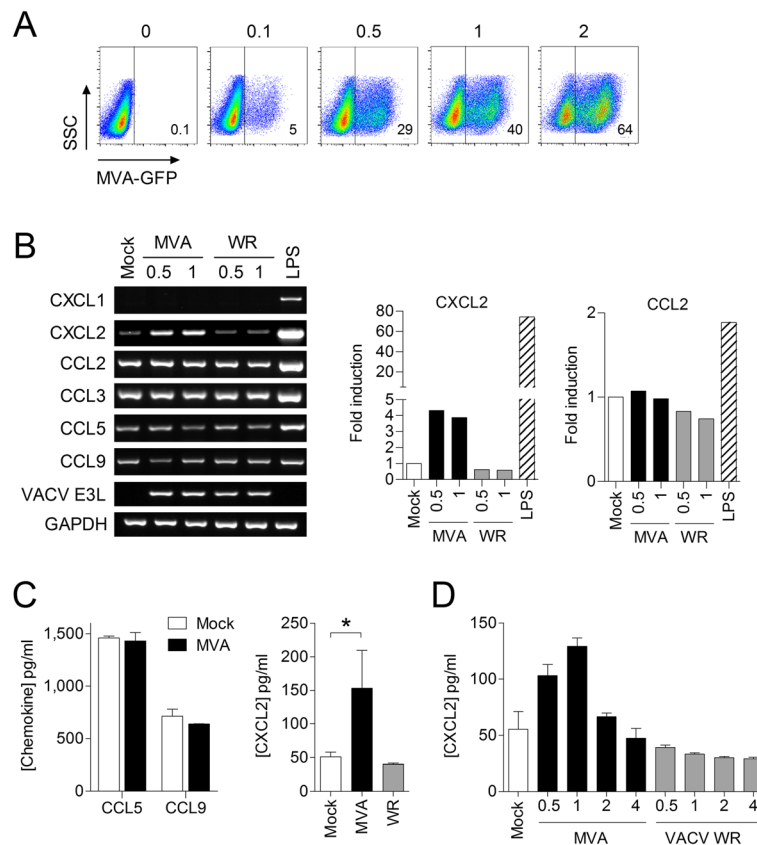 A
0 0.1 0.5 1 2
SSC
0.1 5 29 40 64
MVA-GFP
B
Mock MVA WR LPS
0.5 1 0.5 1
CXCL1
CXCL2
CCL2
CCL3
CCL5
CCL9
VACV E3L
GAPDH
CXCL2
Fold induction
80
60
40
20
5
4
3
2
1
0
Mock 0.5 1 0.5 1 LPS
MVA WR
CCL2
Fold induction
2
1
0
Mock 0.5 1 0.5 1 LPS
MVA WR
C
Mock
MVA
[Chemokine] pg/ml
1,500
1,000
500
0
CCL5 CCL9
*
[CXCL2] pg/ml
250
200
150
100
50
0
Mock MVA WR
D
[CXCL2] pg/ml
150
100
50
0
Mock 0.5 1 2 4 0.5 1 2 4
MVA VACV WR